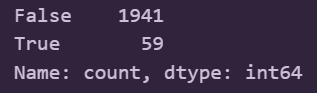 False    1941
True       59
Name: count, dtype: int64